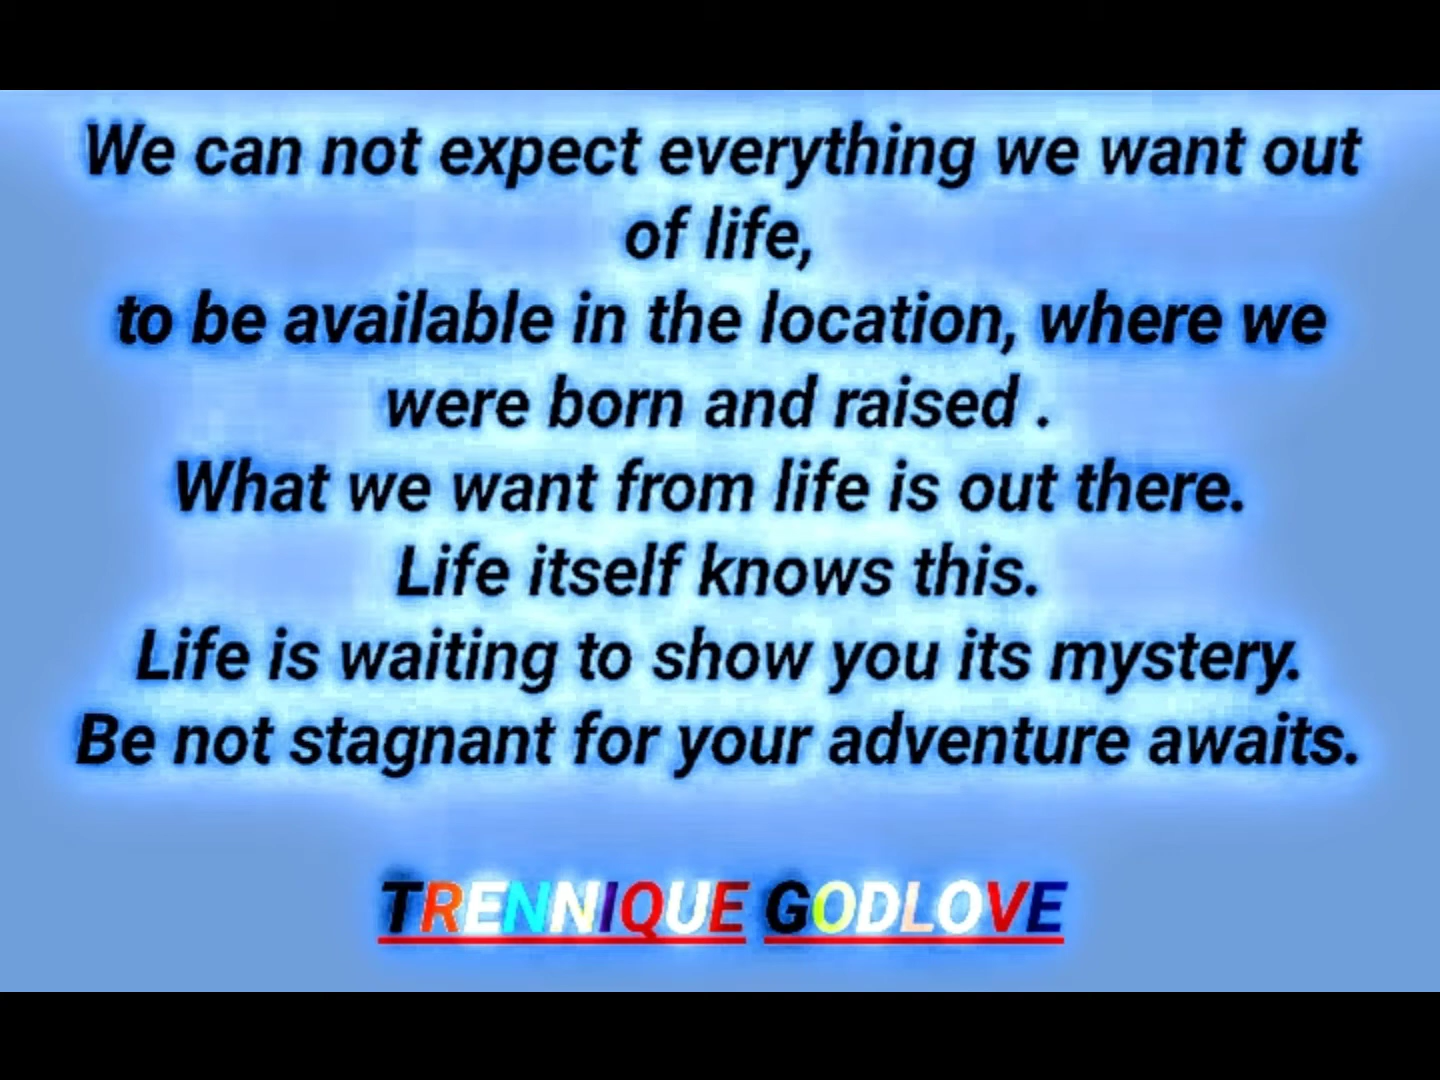 We can not expect everything we want out
of life,
to be available in the location, where we
were born and raised .
What we want from life is out there.
Life itself knows this.
Life is waiting to show you its mystery.
Be not stagnant for your adventure awaits.
TRENNIQUE GODLOVE